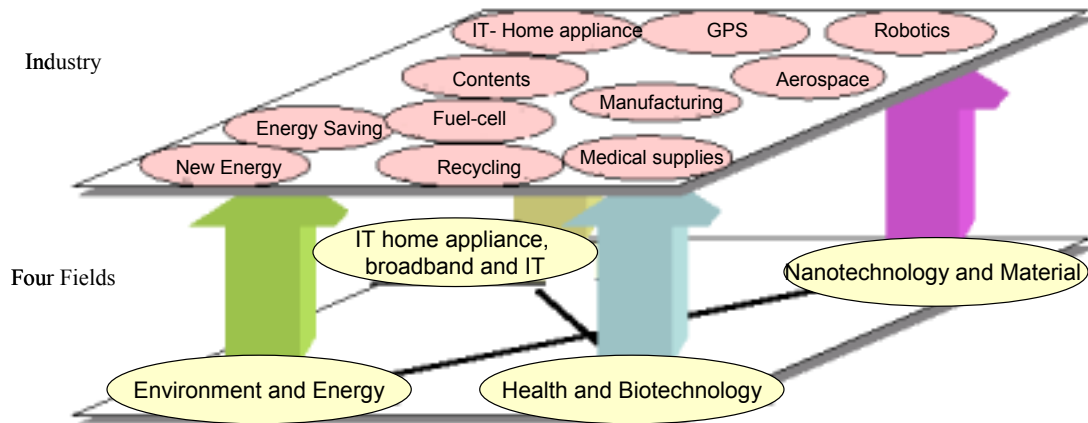 IT- Home appliance
GPS
Robotics
Industry
Contents
Aerospace
Manufacturing
Energy Saving
Fuel-cell
New Energy
Recycling
Medical supplies
IT home appliance,
broadband and IT
Four Fields
Nanotechnology and Material
Environment and Energy
Health and Biotechnology